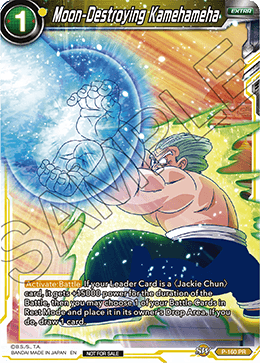 1
Moon-Destroying Kamehameha
EXTRA
SAMPLE
Activate:Battle If your Leader Card is a 〈Jackie Chun〉
card, it gets +15000 power for the duration of the
Battle, then you may choose 1 of your Battle Cards in
Rest Mode and place it in its owner's Drop Area. If you
do, draw 1 card.
©B S/S, T A
BANDAI MADE IN JAPAN EN
NOT FOR SALE
P-160 PR